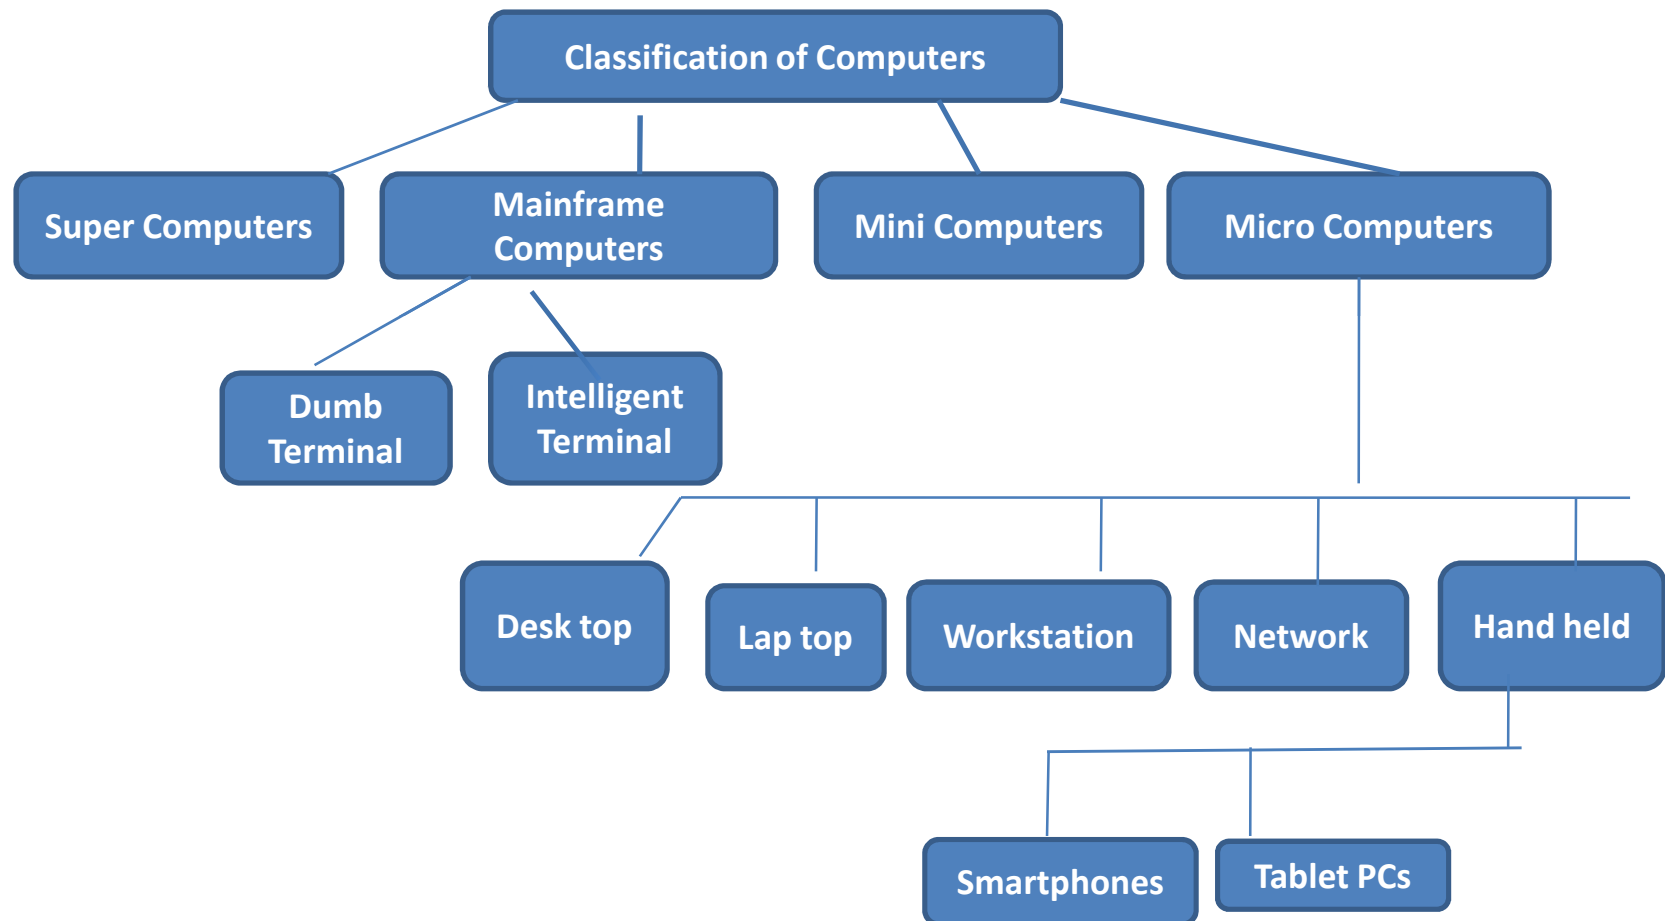 Classification of Computers
Super Computers
Mainframe
Computers
Mini Computers
Micro Computers
Dumb
Terminal
Intelligent
Terminal
Desk top
Lap top
Workstation
Network
Hand held
Smartphones
Tablet PCs